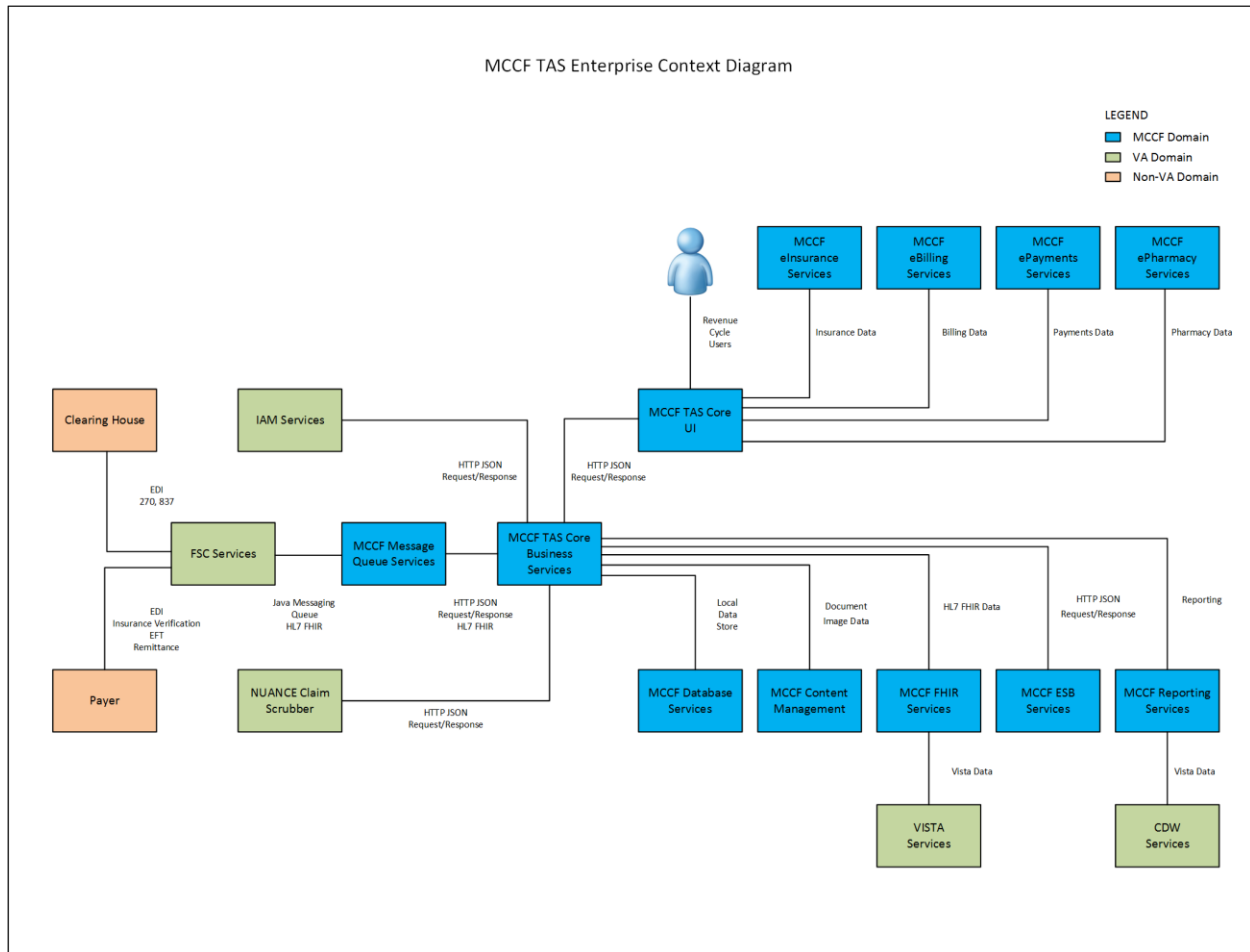 MCCF TAS Enterprise Context Diagram
LEGEND
MCCF Domain
VA Domain
Non-VA Domain
MCCF
eInsurance
Services
MCCF
eBilling
Services
MCCF
ePayments
Services
MCCF
ePharmacy
Services
Revenue
Cycle
Users
Insurance Data
Billing Data
Payments Data
Pharmacy Data
Clearing House
IAM Services
MCCF TAS Core
UI
HTTP JSON
Request/Response
HTTP JSON
Request/Response
EDI
270, 837
FSC Services
MCCF Message
Queue Services
MCCF TAS Core
Business
Services
EDI
Insurance Verification
EFT
Remittance
Java Messaging
Queue
HL7 FHIR
HTTP JSON
Request/Response
HL7 FHIR
Local
Data
Store
Document
Image Data
HL7 FHIR Data
HTTP JSON
Request/Response
Reporting
Payer
NUANCE Claim
Scrubber
HTTP JSON
Request/Response
MCCF Database
Services
MCCF Content
Management
MCCF FHIR
Services
MCCF ESB
Services
MCCF Reporting
Services
Vista Data
Vista Data
VISTA
Services
CDW
Services